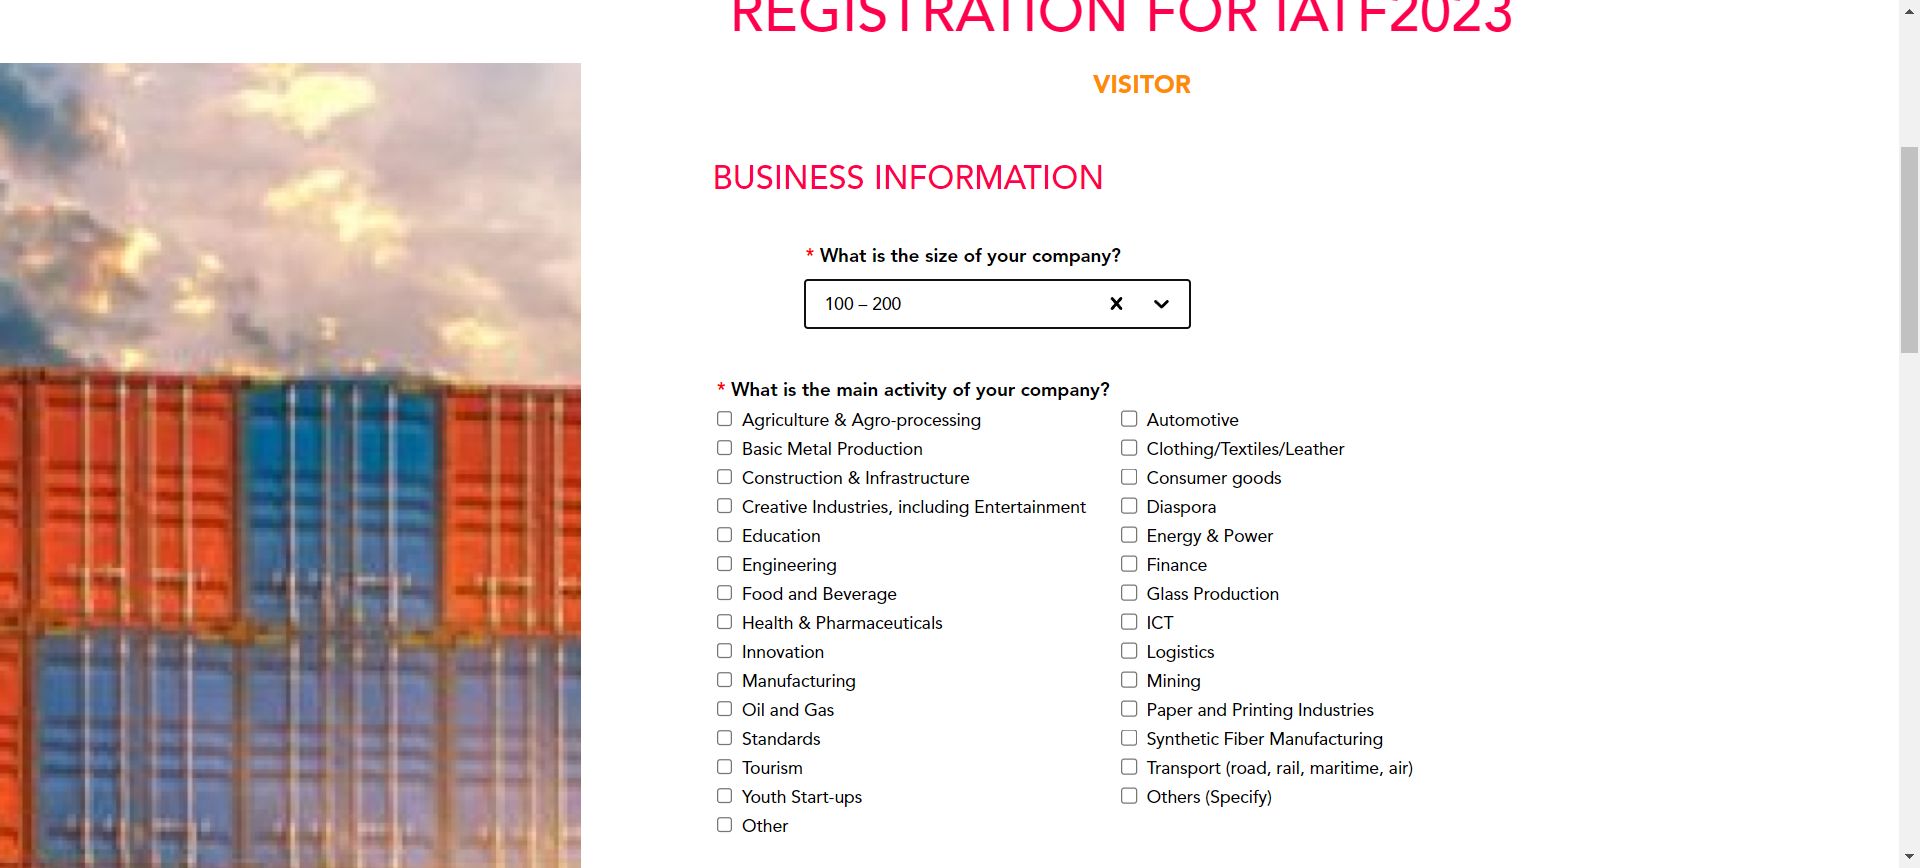 REGISTRATION FOR IATF2023
VISITOR
BUSINESS INFORMATION
* What is the size of your company?
100 – 200
* What is the main activity of your company?
Agriculture & Agro-processing
Automotive
Basic Metal Production
Clothing/Textiles/Leather
Construction & Infrastructure
Consumer goods
Creative Industries, including Entertainment
Diaspora
Education
Energy & Power
Engineering
Finance
Food and Beverage
Glass Production
Health & Pharmaceuticals
ICT
Innovation
Logistics
Manufacturing
Mining
Oil and Gas
Paper and Printing Industries
Standards
Synthetic Fiber Manufacturing
Tourism
Transport (road, rail, maritime, air)
Youth Start-ups
Others (Specify)
Other